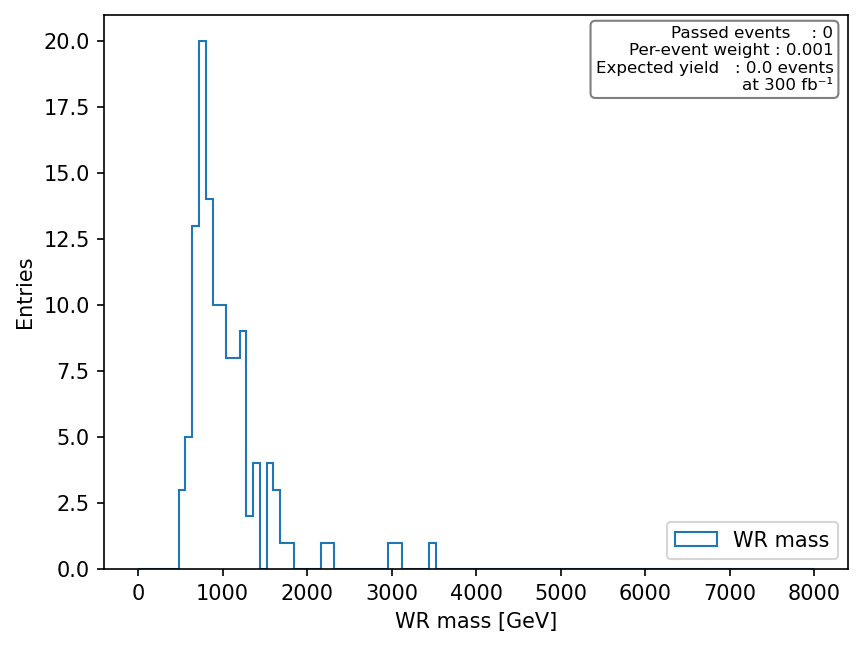 Passed events : 0
Per-event weight : 0.001
Expected yield : 0.0 events
at 300 fb⁻¹
20.0
17.5
15.0
12.5
10.0
7.5
5.0
2.5
0.0
Entries
WR mass
0 1000 2000 3000 4000 5000 6000 7000 8000
WR mass [GeV]